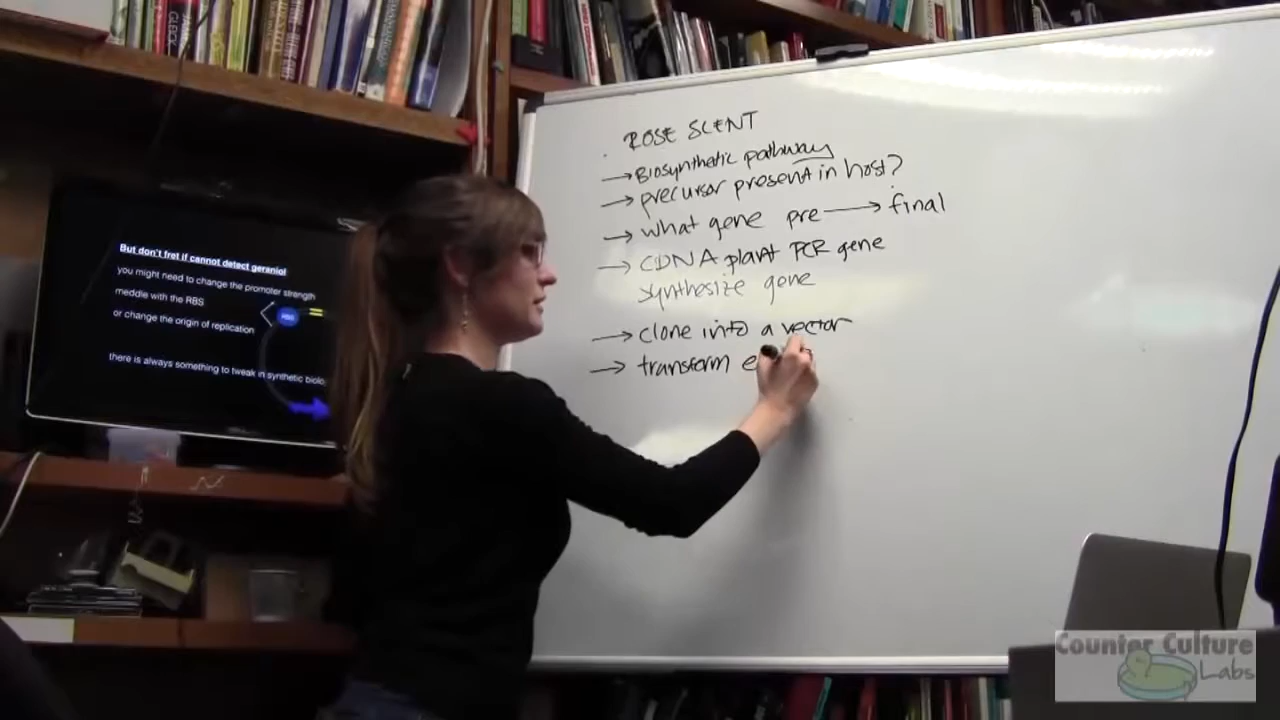 ROSE SCENT
→ Biosynthetic pathway
→ precursor present in host?
→ what gene pre → final
→ CDNA plant PCR gene
synthesize gene
→ clone into a vector
→ transform e
But don't fret if cannot detect geraniol
you might need to change the promoter strength
meddle with the RBS
or change the origin of replication
there is always something to tweak in synthetic biolo
RBS
Counter Culture
Labs